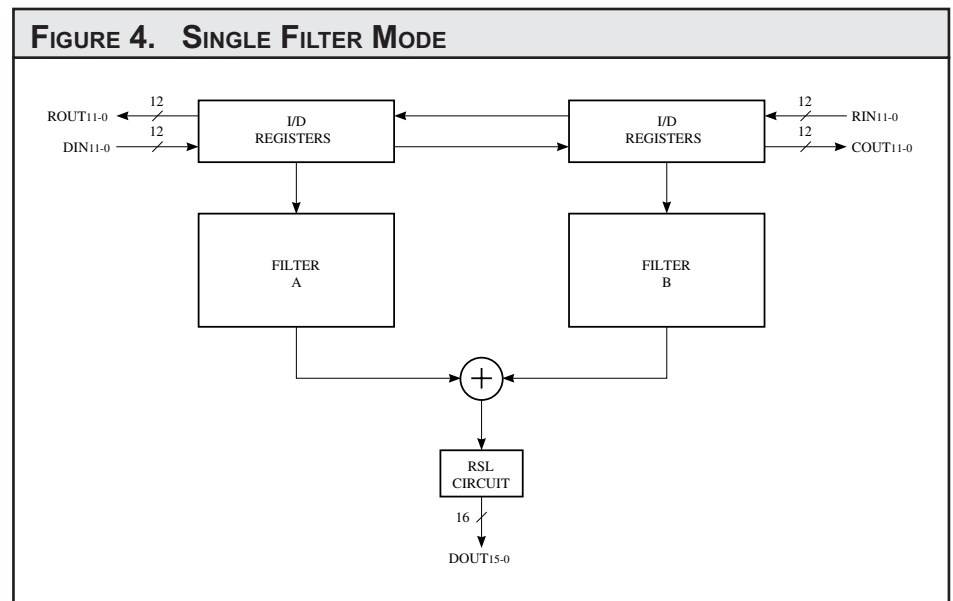 FIGURE 4. SINGLE FILTER MODE
12
ROUT11-0
12
DIN11-0
I/D
REGISTERS
I/D
REGISTERS
12
RIN11-0
12
COUT11-0
FILTER
A
FILTER
B
RSL
CIRCUIT
16
DOUT15-0